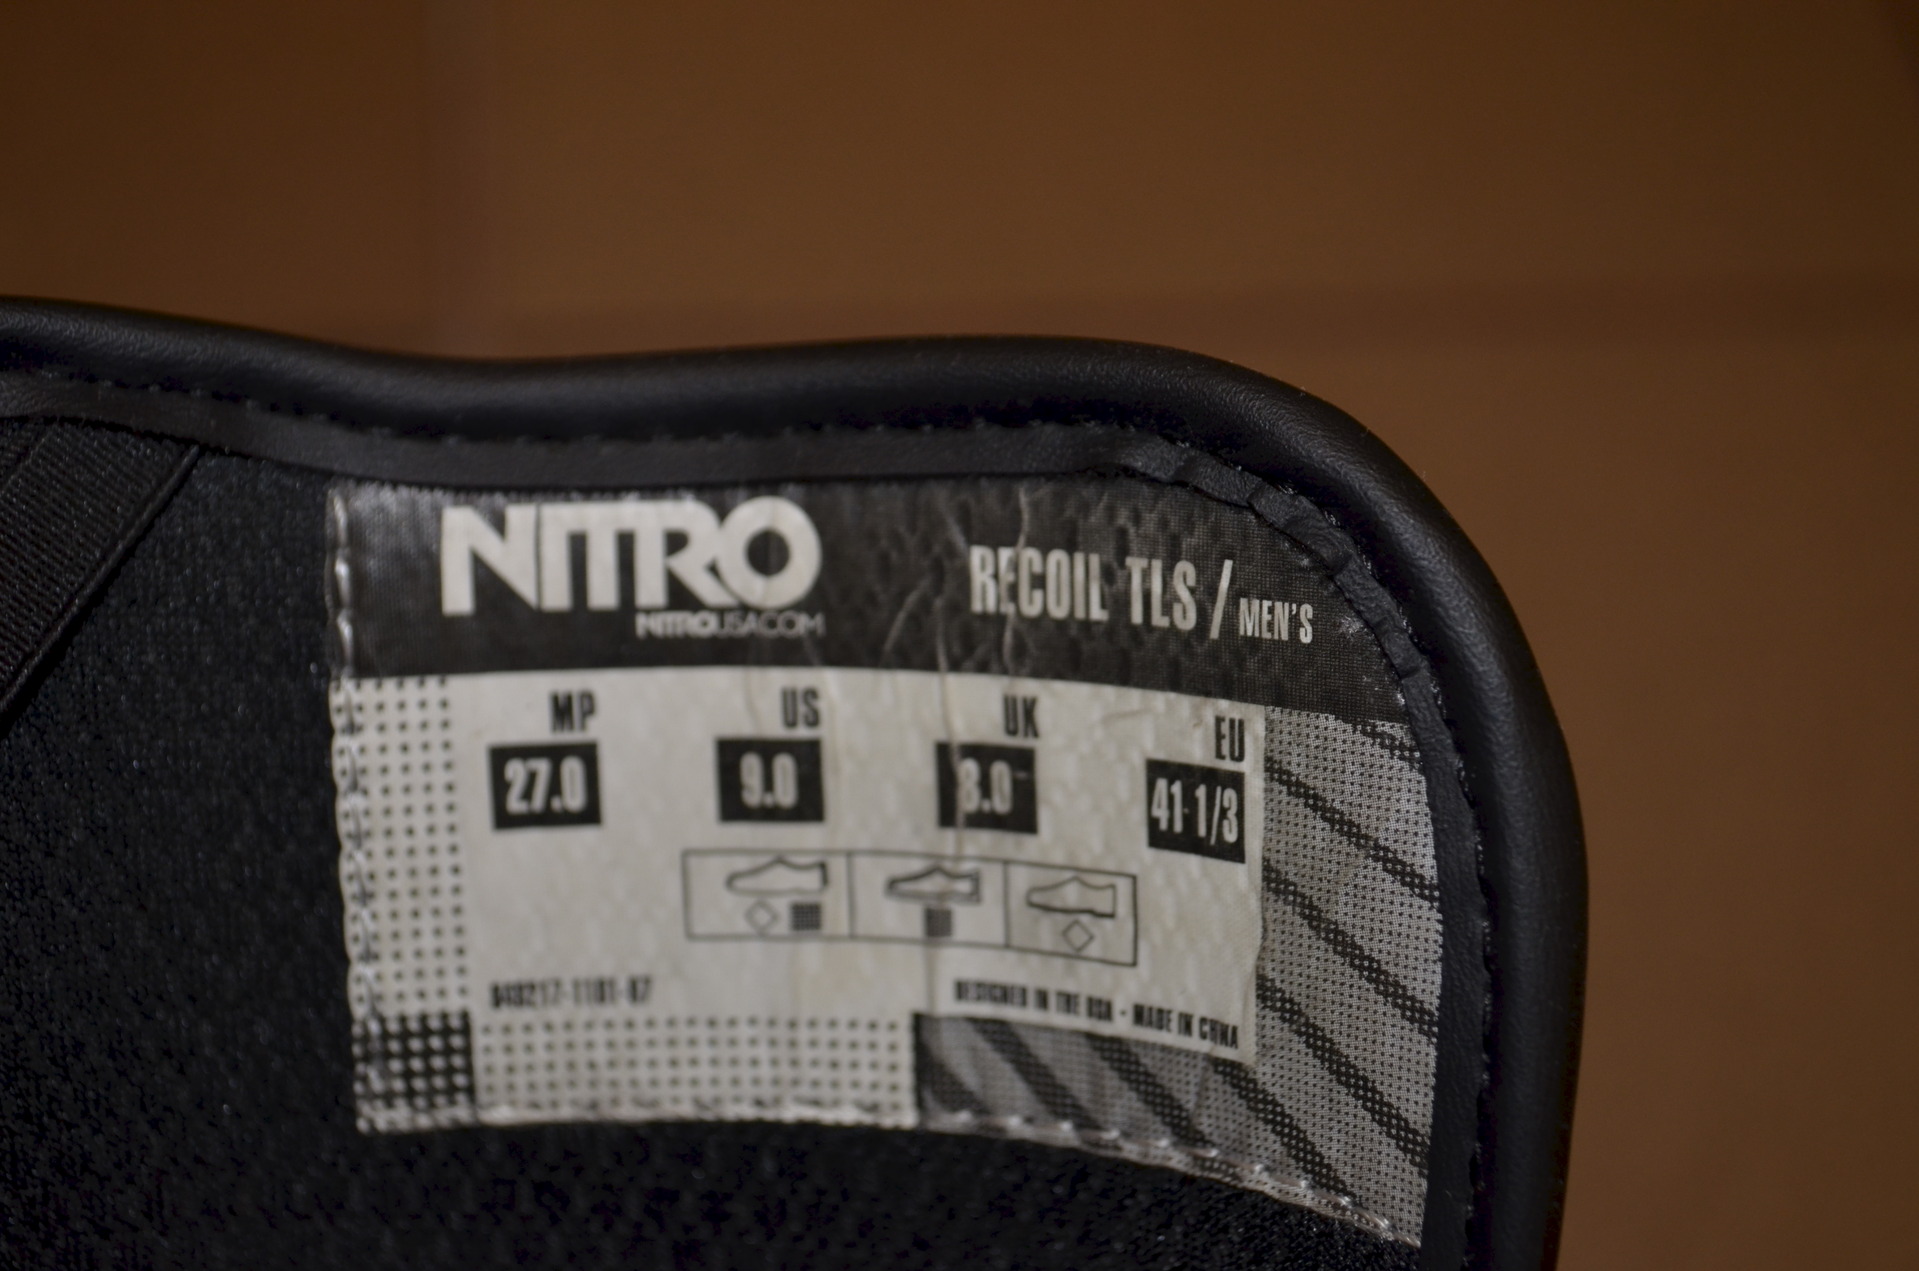 NITRO
NITROUSA.COM
RECOIL TLS / MEN'S
MP US UK EU
27.0 9.0 8.0 41 1/3
DESIGNED IN THE USA - MADE IN CHINA